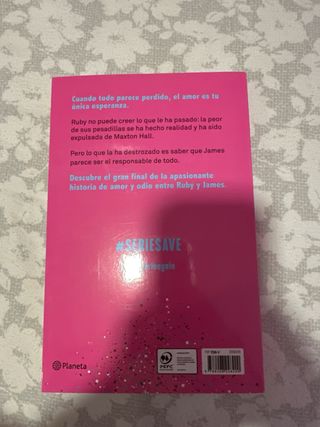 Cuando todo parece perdido, el amor es tu
única esperanza.
Ruby no puede creer lo que le ha pasado: la peor
de sus pesadillas se ha hecho realidad y ha sido
expulsada de Maxton Hall.
Pero lo que la ha destrozado es saber que James
parece ser el responsable de todo.
Descubre el gran final de la apasionante
historia de amor y odio entre Ruby y James.
#SERIESAVE
Planeta
PEFC